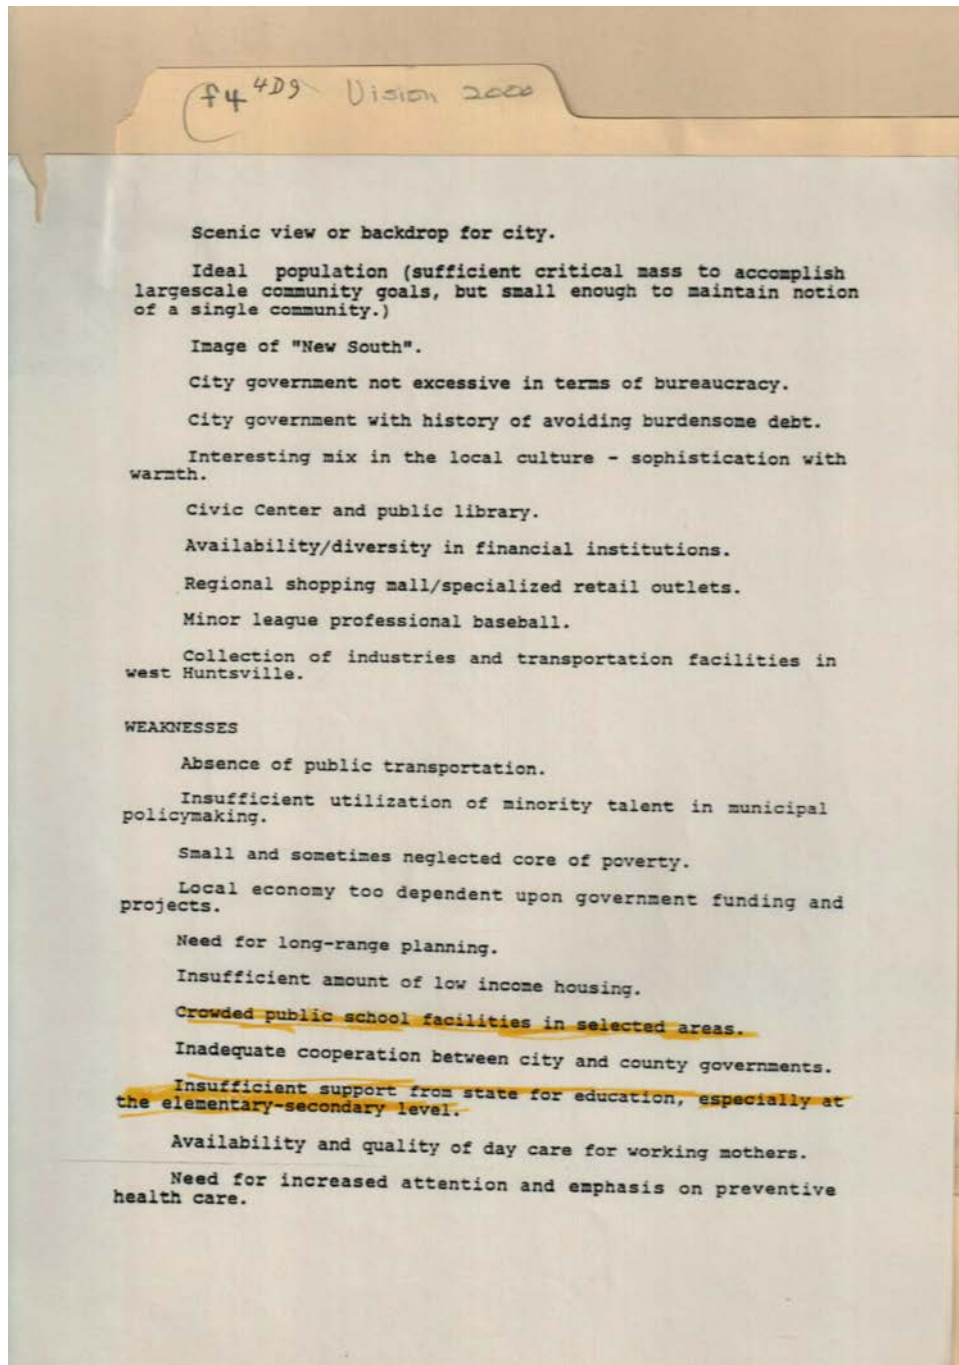 f4 4D9 Vision 2000
Scenic view or backdrop for city.
Ideal population (sufficient critical mass to accomplish
largescale community goals, but small enough to maintain notion
of a single community.)
Image of "New South".
City government not excessive in terms of bureaucracy.
City government with history of avoiding burdensome debt.
Interesting mix in the local culture - sophistication with
warmth.
Civic Center and public library.
Availability/diversity in financial institutions.
Regional shopping mall/specialized retail outlets.
Minor league professional baseball.
Collection of industries and transportation facilities in
west Huntsville.
WEAKNESSES
Absence of public transportation.
Insufficient utilization of minority talent in municipal
policymaking.
Small and sometimes neglected core of poverty.
Local economy too dependent upon government funding and
projects.
Need for long-range planning.
Insufficient amount of low income housing.
Crowded public school facilities in selected areas.
Inadequate cooperation between city and county governments.
Insufficient support from state for education, especially at
the elementary-secondary level.
Availability and quality of day care for working mothers.
Need for increased attention and emphasis on preventive
health care.